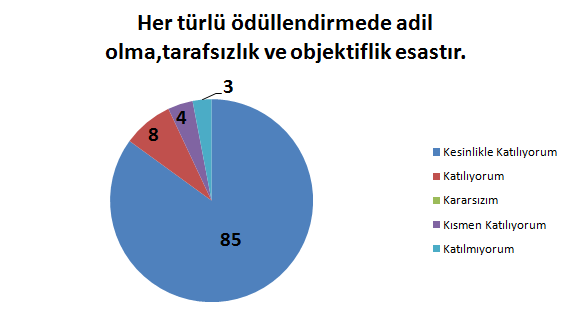 Her türlü ödüllendirmede adil
olma,tarafsızlık ve objektiflik esastır.
3
4
8
85
Kesinlikle Katılıyorum
Katılıyorum
Kararsızım
Kısmen Katılıyorum
Katılmıyorum